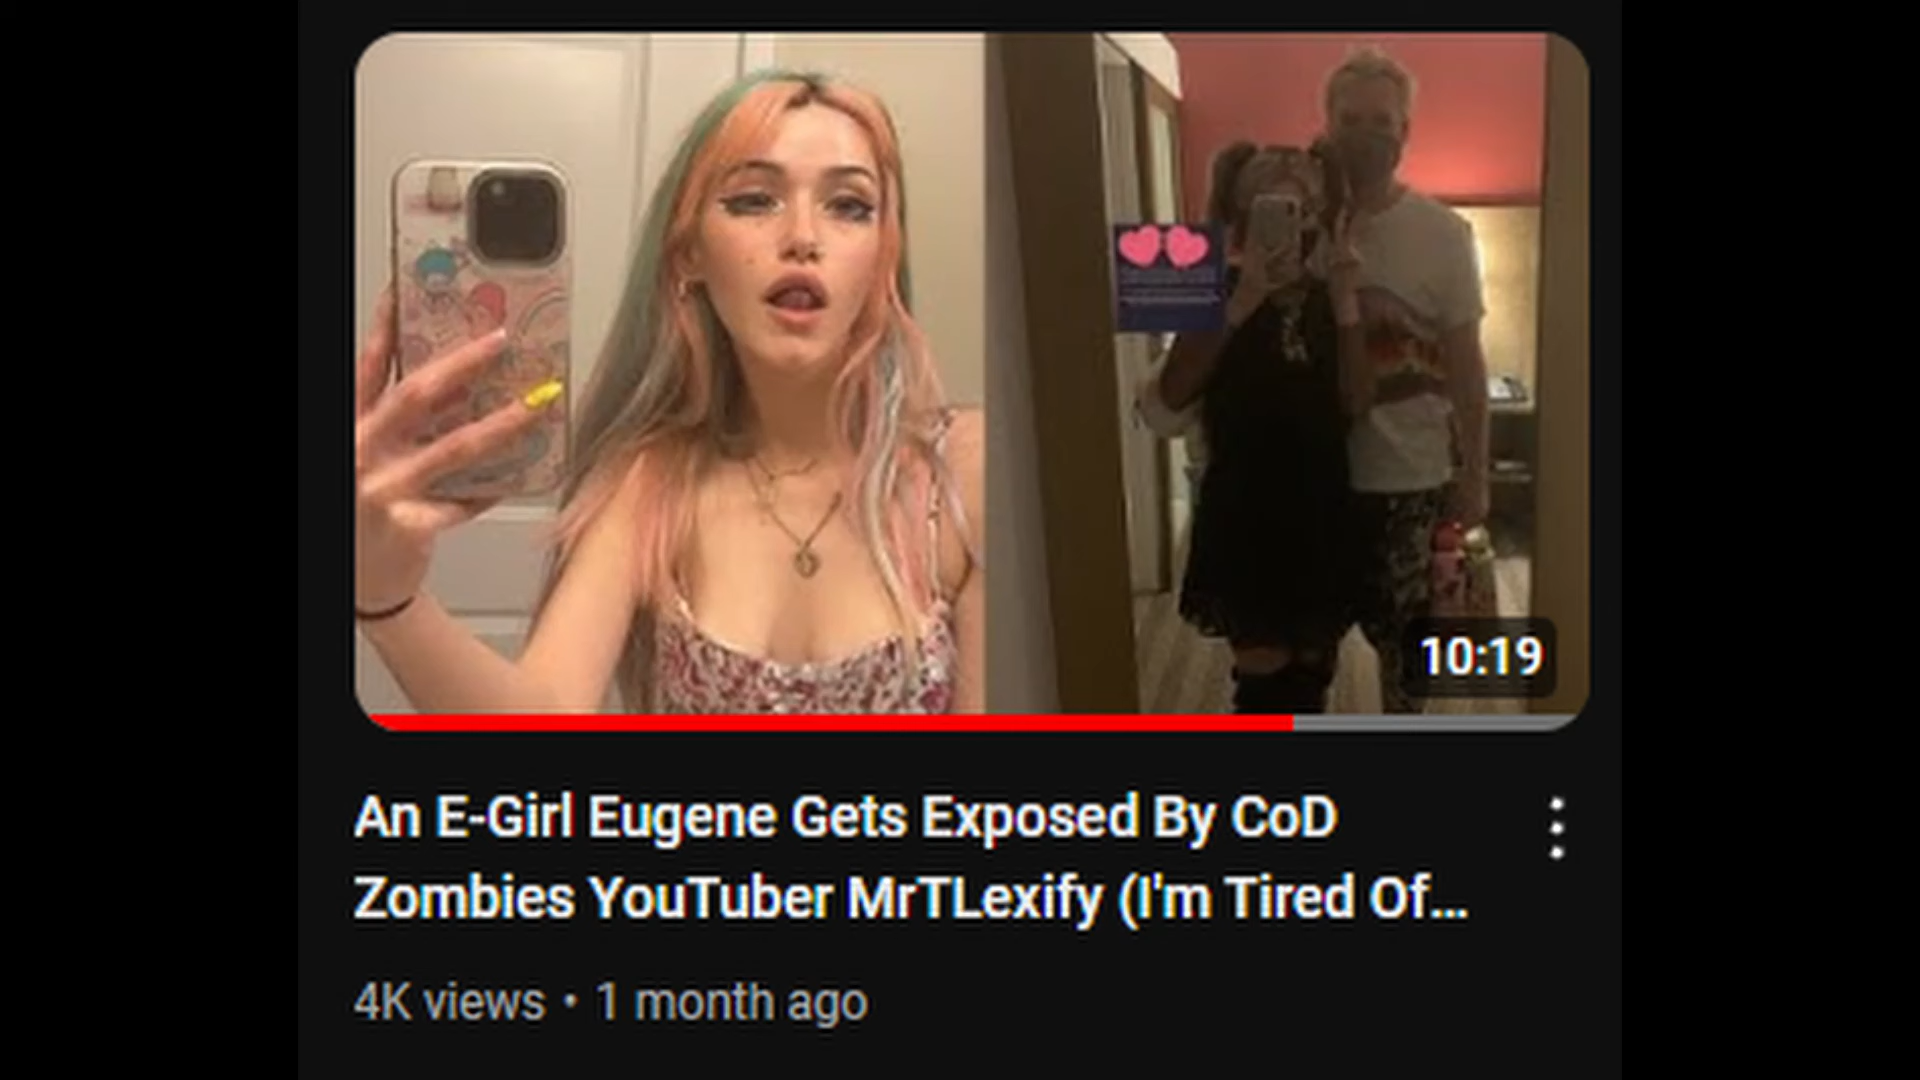 10:19
An E-Girl Eugene Gets Exposed By CoD
Zombies YouTuber MrTLexify (I'm Tired Of...
4K views • 1 month ago